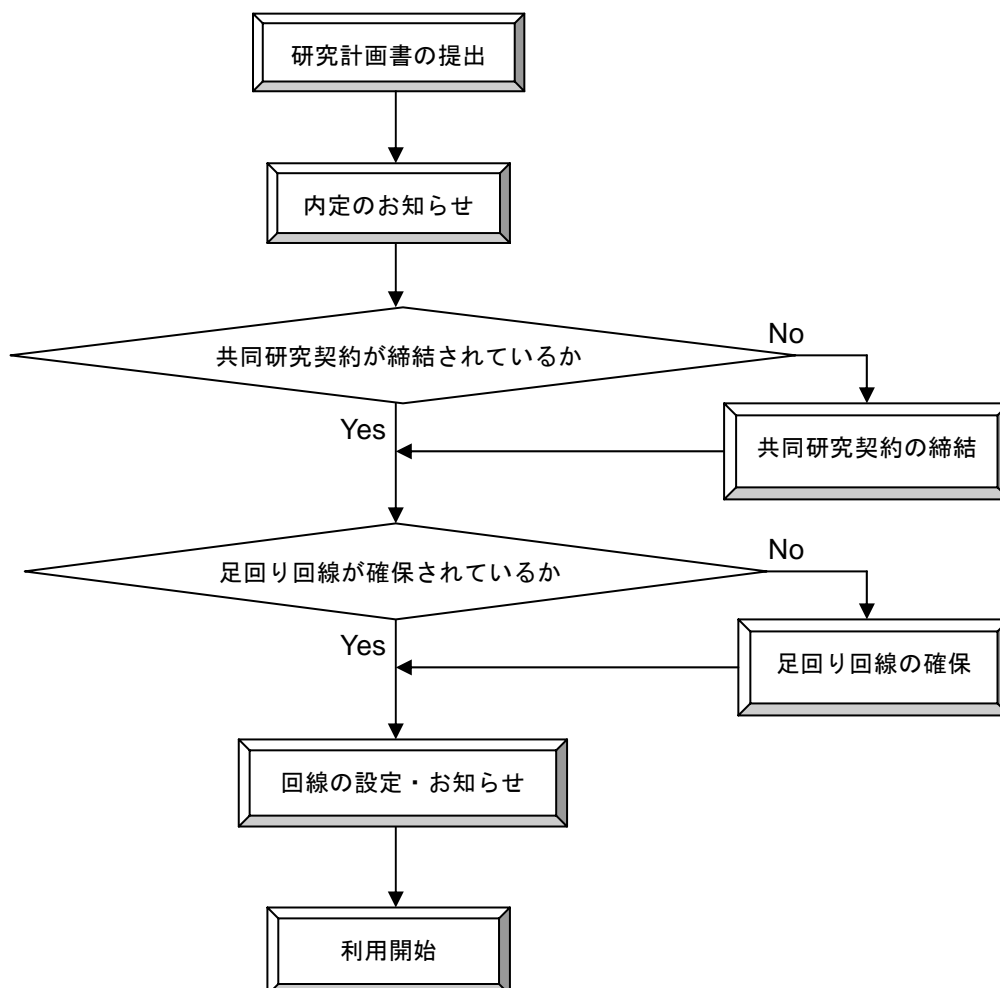 研究計画書の提出
内定のお知らせ
共同研究契約が締結されているか
No
Yes
共同研究契約の締結
足回り回線が確保されているか
No
Yes
足回り回線の確保
回線の設定・お知らせ
利用開始